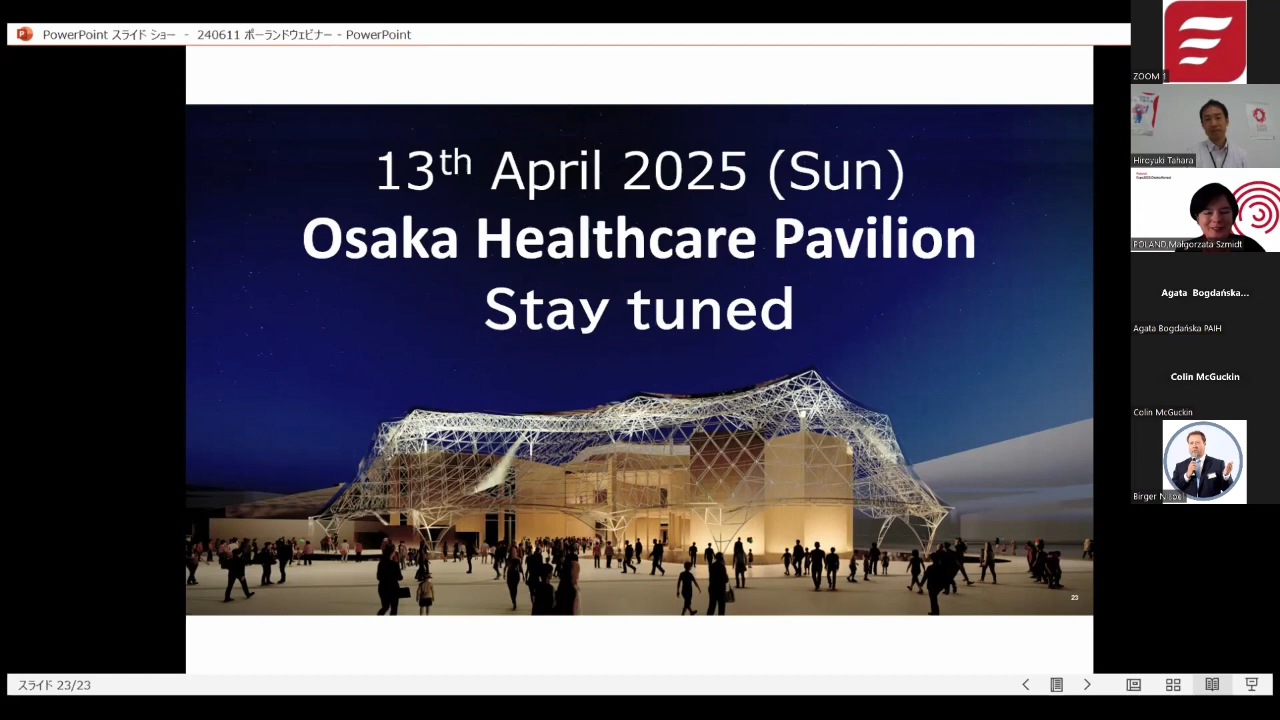 PowerPoint スライド ショー - 240611 ポーランドウェビナー - PowerPoint
13th April 2025 (Sun)
Osaka Healthcare Pavilion
Stay tuned
23
スライド 23/23
ZOOM 1
Hiroyuki Tahara
POLAND Małgorzata Szmidt
Agata Bogdańska...
Agata Bogdańska PAIH
Colin McGuckin
Colin McGuckin
Birger